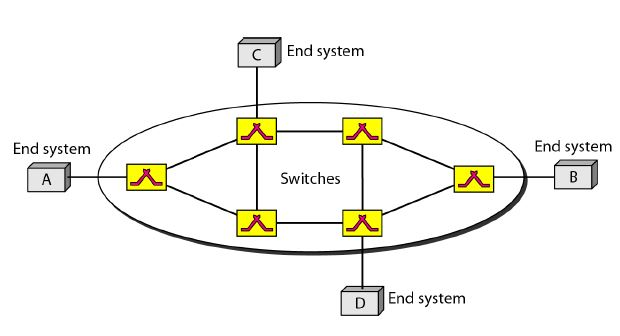 C
End system
End system
A
Switches
End system
B
D
End system